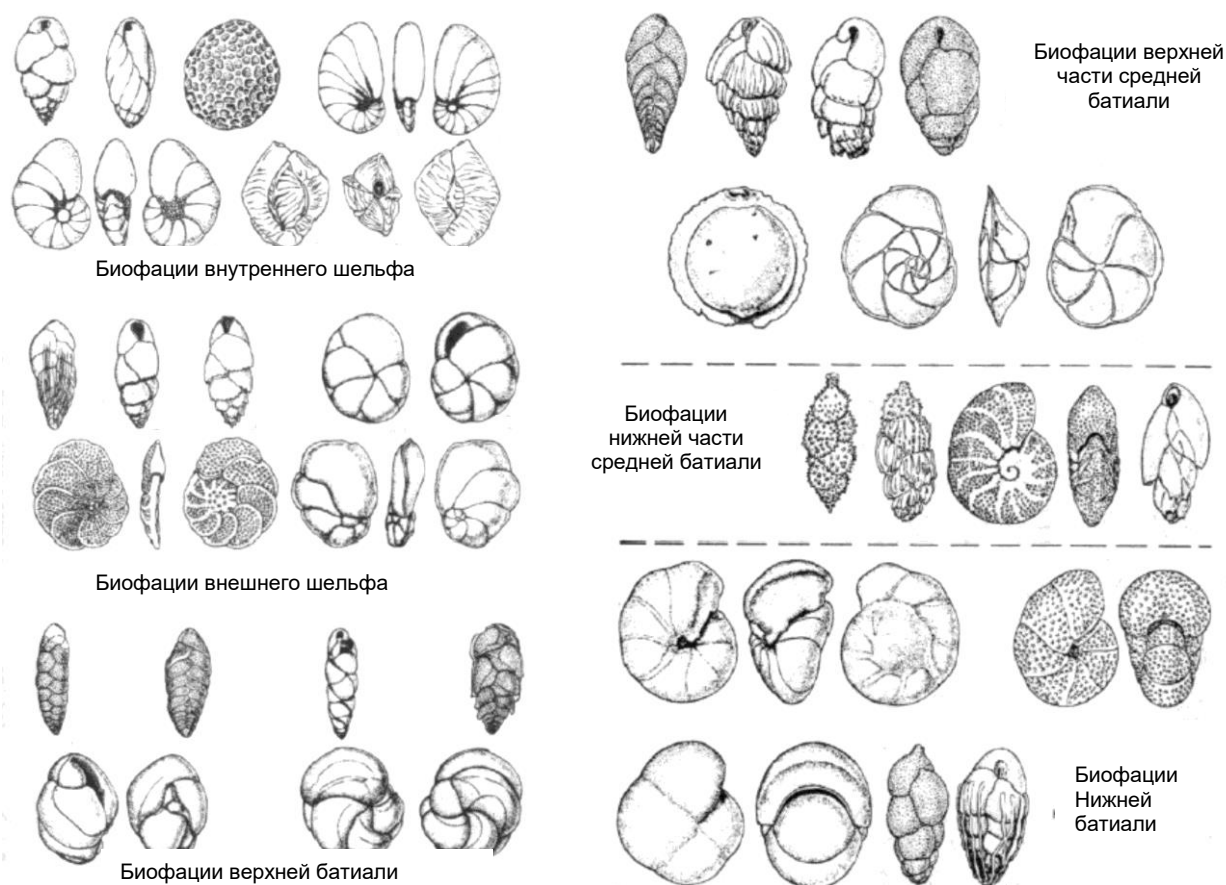 Биофации внутреннего шельфа
Биофации внешнего шельфа
Биофации верхней батиали
Биофации верхней
части средней
батиали
Биофации
нижней части
средней батиали
Биофации
Нижней
батиали